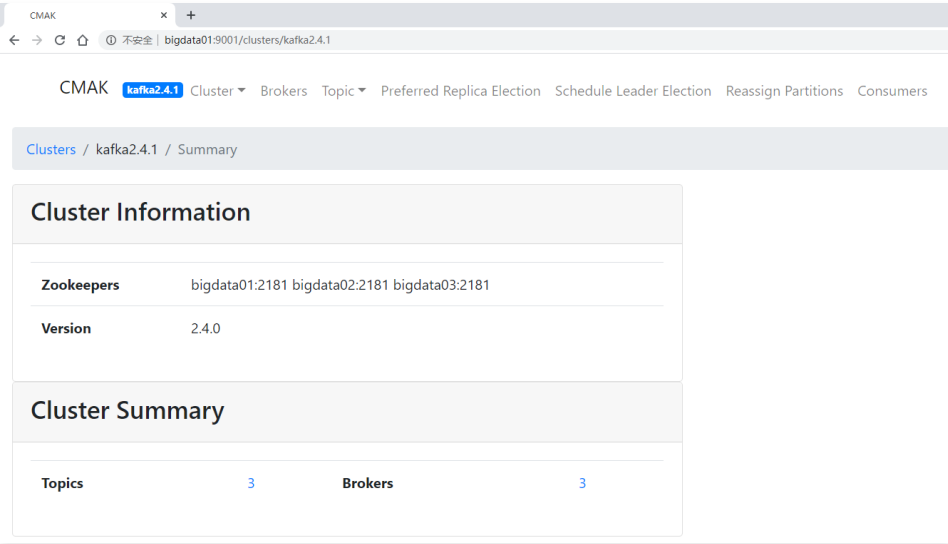 CMAK
不安全 | bigdata01:9001/clusters/kafka2.4.1
CMAK kafka2.4.1 Cluster Brokers Topic Preferred Replica Election Schedule Leader Election Reassign Partitions Consumers
Clusters / kafka2.4.1 / Summary
Cluster Information
Zookeepers bigdata01:2181 bigdata02:2181 bigdata03:2181
Version 2.4.0
Cluster Summary
Topics 3 Brokers 3